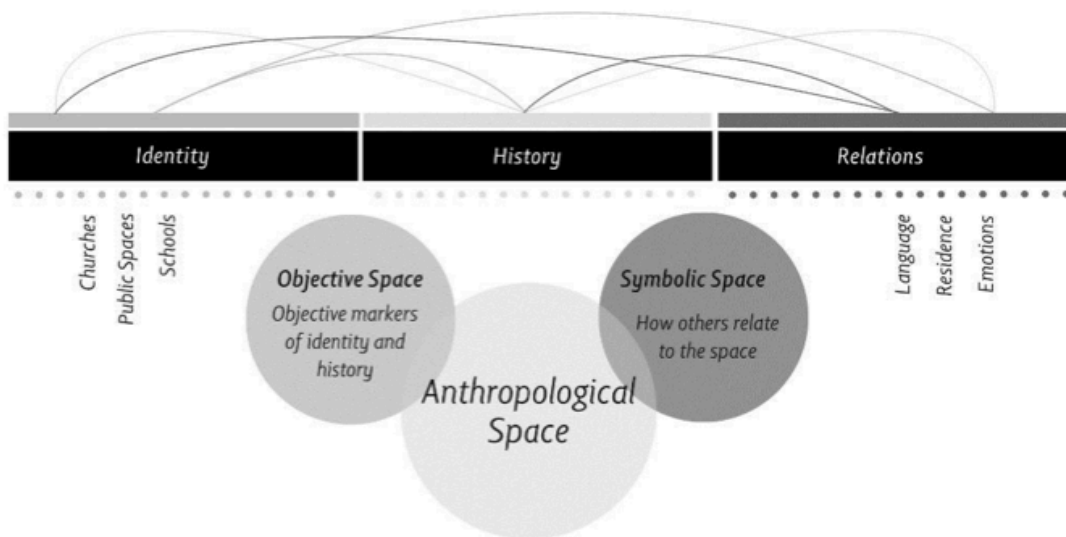 Identity
History
Relations
Churches
Public Spaces
Schools
Objective Space
Objective markers
of identity and
history
Anthropological
Space
Symbolic Space
How others relate
to the space
Language
Residence
Emotions